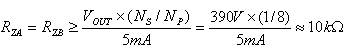 R_ZA = R_ZB ≥ V_OUT × (N_S / N_P) / 5mA = 390V × (1/8) / 5mA ≈ 10kΩ